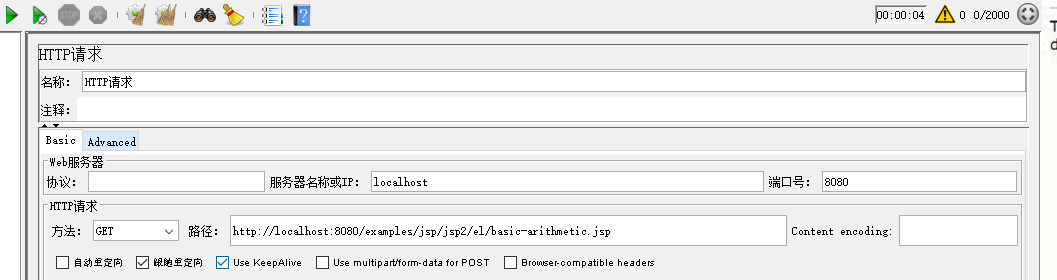 STOP
00:00:04 0 0/2000
HTTP请求
名称： HTTP请求
注释：
Basic Advanced
Web服务器
协议： 服务器名称或IP： localhost 端口号： 8080
HTTP请求
方法： GET 路径： http://localhost:8080/examples/jsp/jsp2/el/basic-arithmetic.jsp Content encoding:
自动重定向 跟随重定向 Use KeepAlive Use multipart/form-data for POST Browser-compatible headers